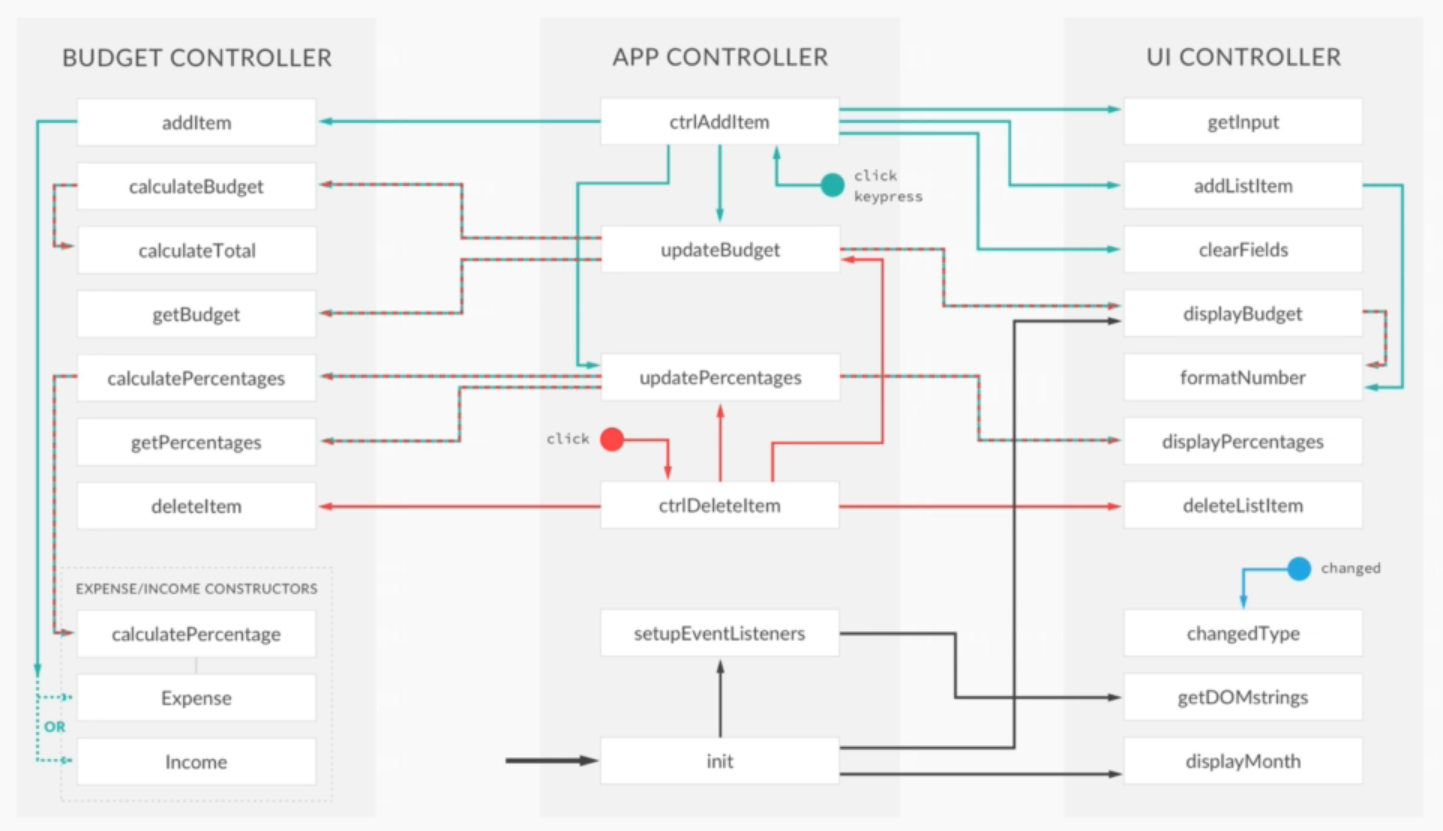 BUDGET CONTROLLER
addItem
calculateBudget
calculateTotal
getBudget
calculatePercentages
getPercentages
deleteItem
EXPENSE/INCOME CONSTRUCTORS
calculatePercentage
Expense
OR
Income
APP CONTROLLER
ctrlAddItem
click
keypress
updateBudget
updatePercentages
click
ctrlDeleteItem
setupEventListeners
init
UI CONTROLLER
getInput
addListItem
clearFields
displayBudget
formatNumber
displayPercentages
deleteListItem
changed
changedType
getDOMstrings
displayMonth